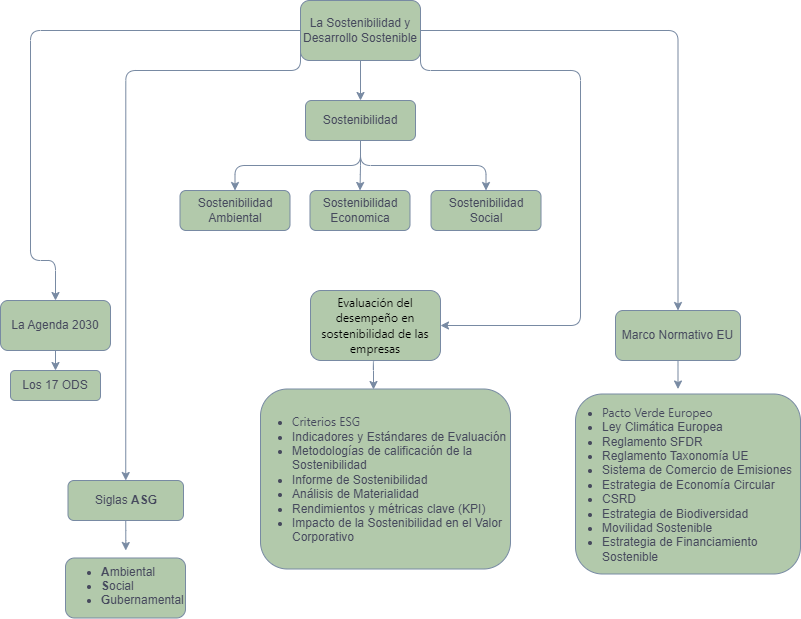 La Sostenibilidad y
Desarrollo Sostenible
Sostenibilidad
Sostenibilidad
Ambiental
Sostenibilidad
Economica
Sostenibilidad
Social
La Agenda 2030
Los 17 ODS
Evaluación del
desempeño en
sostenibilidad de las
empresas
Marco Normativo EU
• Criterios ESG
• Indicadores y Estándares de Evaluación
• Metodologías de calificación de la
Sostenibilidad
• Informe de Sostenibilidad
• Análisis de Materialidad
• Rendimientos y métricas clave (KPI)
• Impacto de la Sostenibilidad en el Valor
Corporativo
• Pacto Verde Europeo
• Ley Climática Europea
• Reglamento SFDR
• Reglamento Taxonomía UE
• Sistema de Comercio de Emisiones
• Estrategia de Economía Circular
• CSRD
• Estrategia de Biodiversidad
• Movilidad Sostenible
• Estrategia de Financiamiento
Sostenible
Siglas ASG
• Ambiental
• Social
• Gubernamental